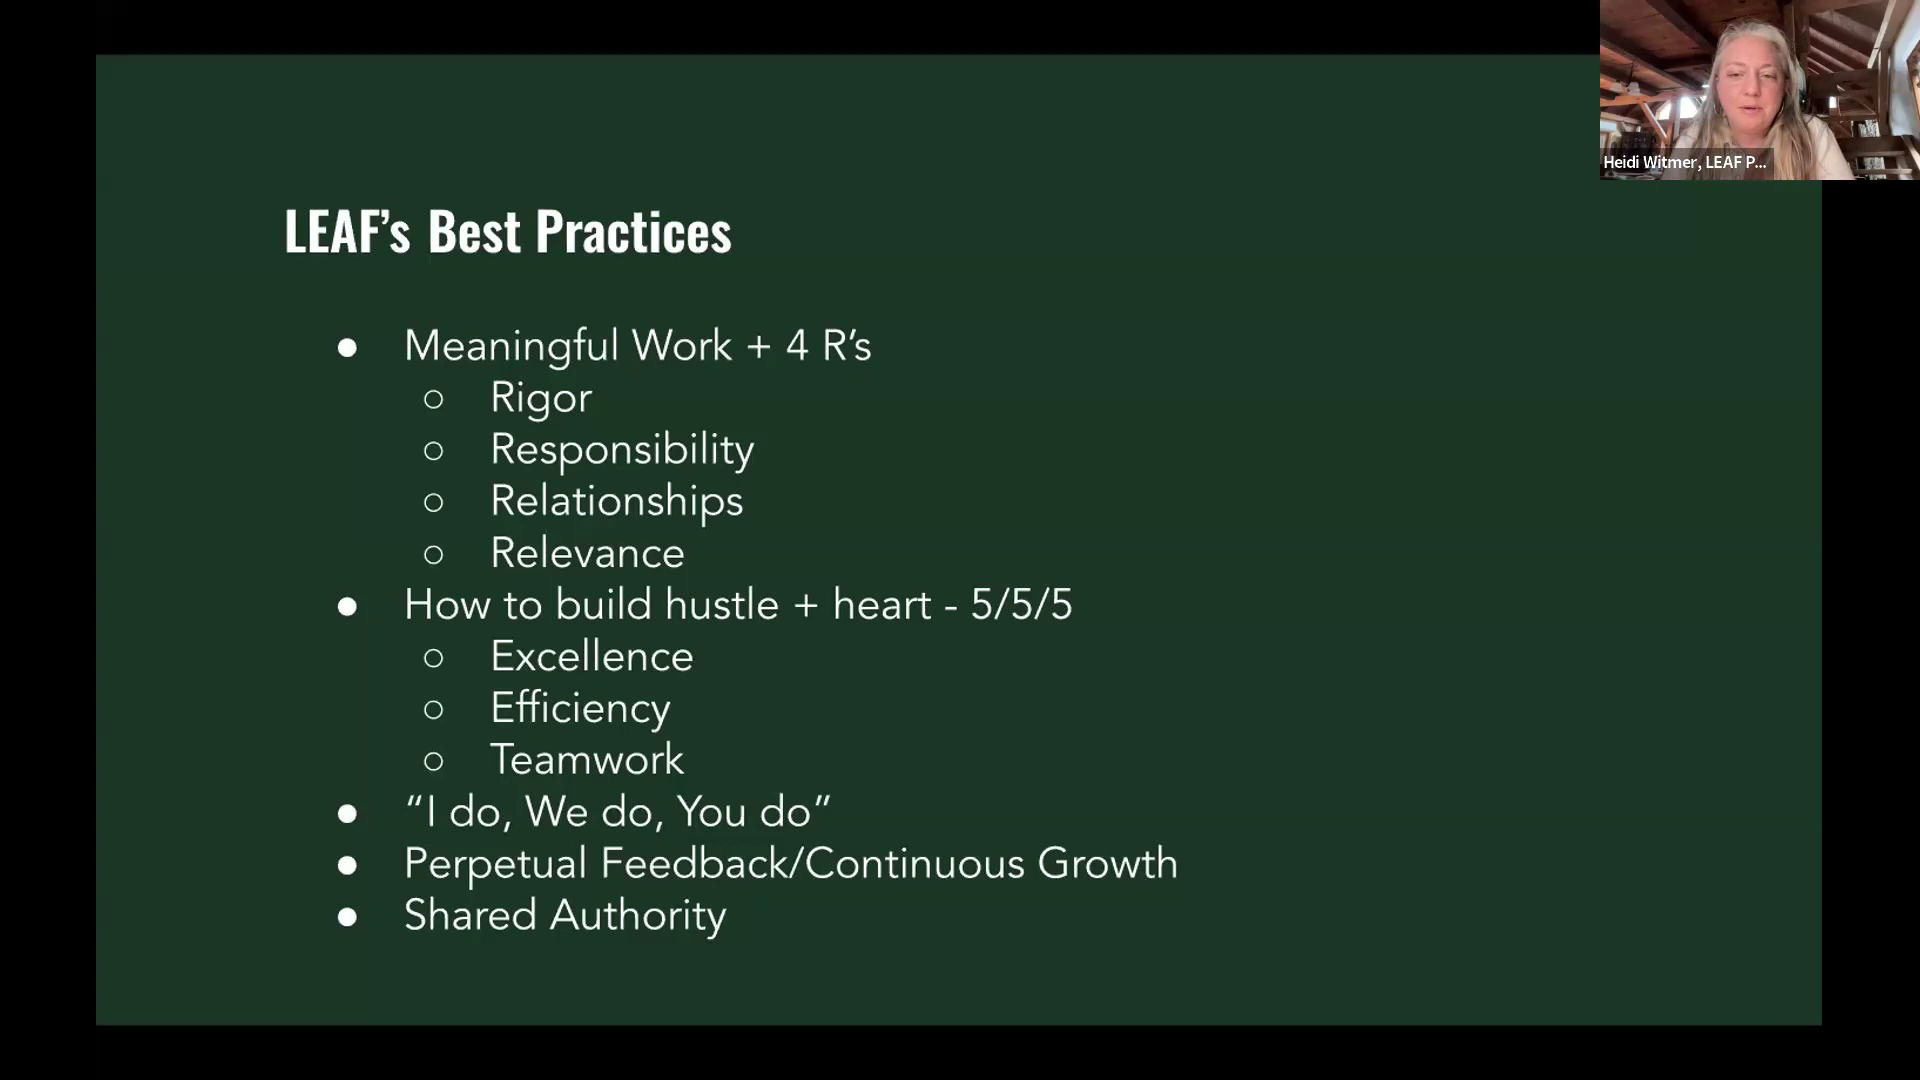 LEAF’s Best Practices
● Meaningful Work + 4 R’s
○ Rigor
○ Responsibility
○ Relationships
○ Relevance
● How to build hustle + heart - 5/5/5
○ Excellence
○ Efficiency
○ Teamwork
● “I do, We do, You do”
● Perpetual Feedback/Continuous Growth
● Shared Authority
Heidi Witmer, LEAF P...